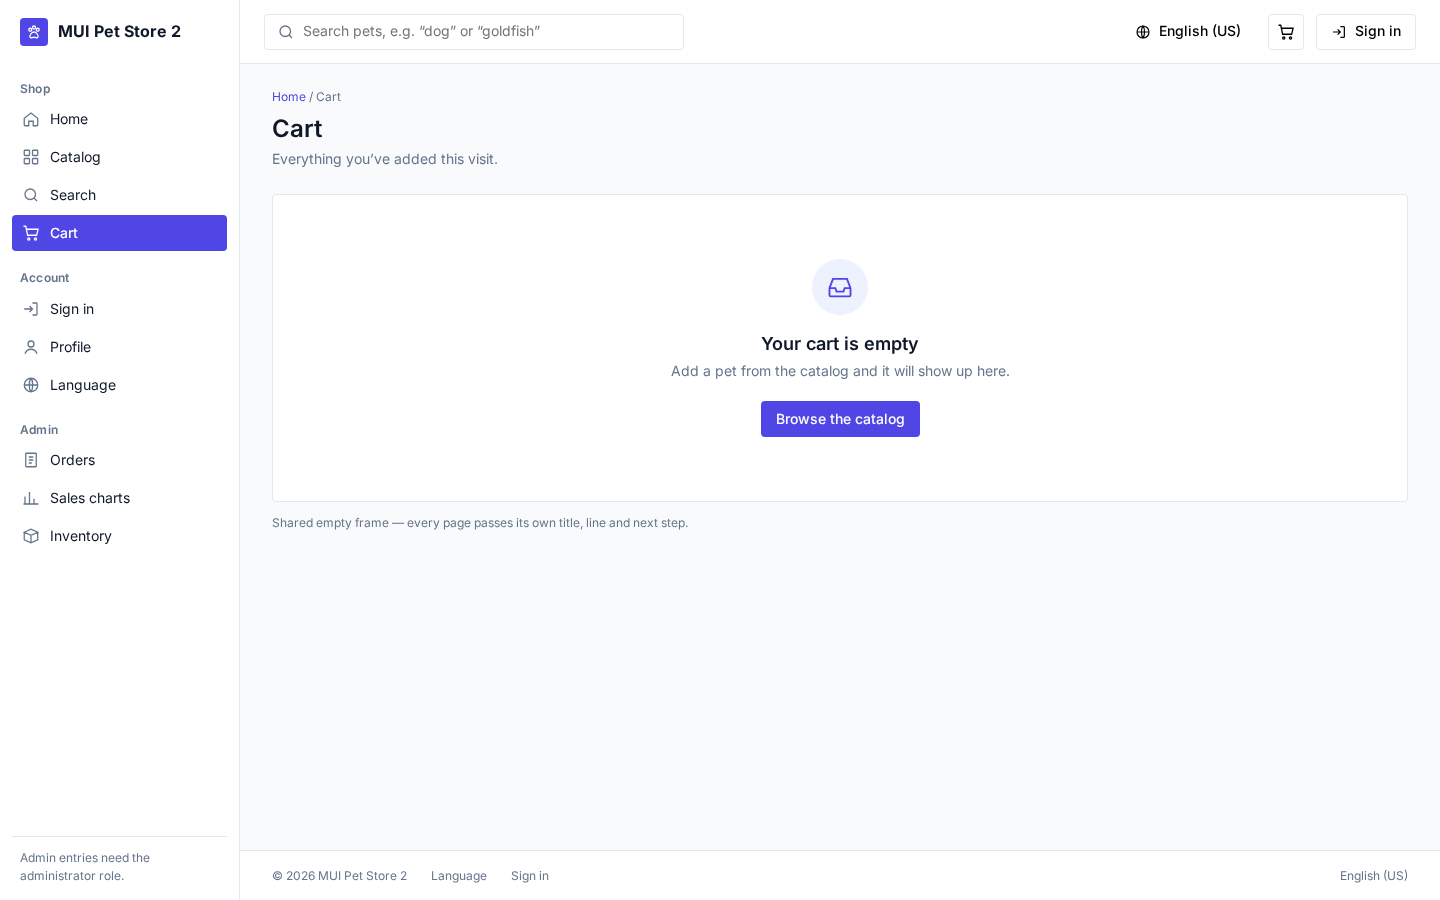 MUI Pet Store 2
Search pets, e.g. “dog” or “goldfish”
English (US)
Sign in
Shop
Home
Catalog
Search
Cart
Account
Sign in
Profile
Language
Admin
Orders
Sales charts
Inventory
Admin entries need the
administrator role.
Home / Cart
Cart
Everything you’ve added this visit.
Your cart is empty
Add a pet from the catalog and it will show up here.
Browse the catalog
Shared empty frame — every page passes its own title, line and next step.
© 2026 MUI Pet Store 2
Language
Sign in
English (US)